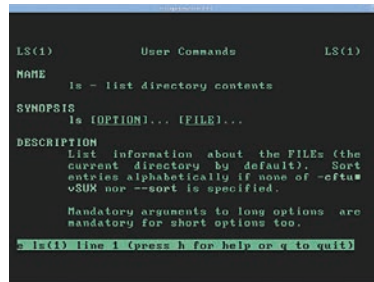 LS(1) User Commands LS(1)
NAME
ls - list directory contents
SYNOPSIS
ls [OPTION]... [FILE]...
DESCRIPTION
List information about the FILEs (the
current directory by default). Sort
entries alphabetically if none of -cftu■
vSUX nor --sort is specified.
Mandatory arguments to long options are
mandatory for short options too.
e ls(1) line 1 (press h for help or q to quit)